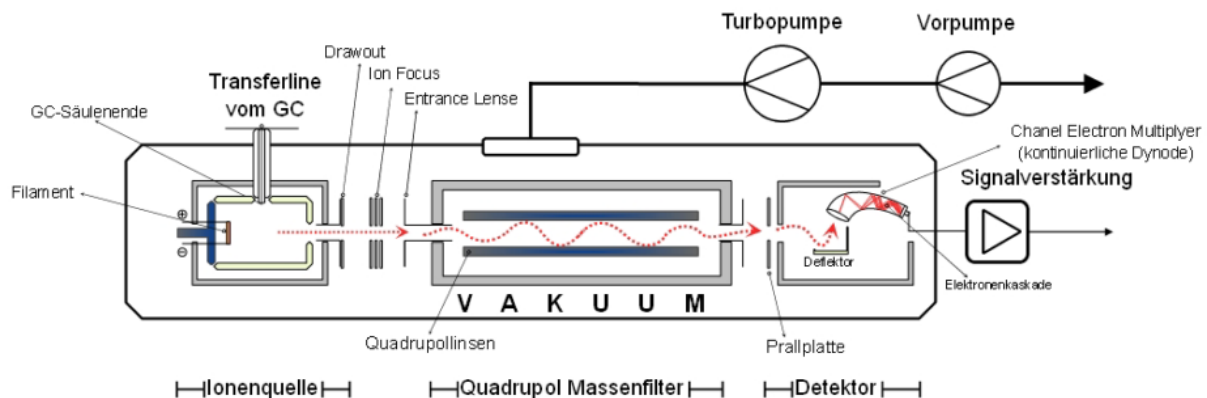 Turbopumpe
Vorpumpe
Drawout
Ion Focus
Entrance Lense
Transferline
vom GC
GC-Säulenende
Filament
Chanel Electron Multiplyer
(kontinuierliche Dynode)
Signalverstärkung
Deflektor
Elektronenkaskade
V A K U U M
Quadrupollinsen
Prallplatte
Ionenquelle
Quadrupol Massenfilter
Detektor